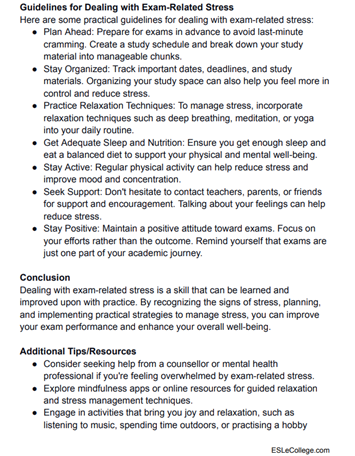 Guidelines for Dealing with Exam-Related Stress
Here are some practical guidelines for dealing with exam-related stress:
● Plan Ahead: Prepare for exams in advance to avoid last-minute
cramming. Create a study schedule and break down your study
material into manageable chunks.
● Stay Organized: Track important dates, deadlines, and study
materials. Organizing your study space can also help you feel more in
control and reduce stress.
● Practice Relaxation Techniques: To manage stress, incorporate
relaxation techniques such as deep breathing, meditation, or yoga
into your daily routine.
● Get Adequate Sleep and Nutrition: Ensure you get enough sleep and
eat a balanced diet to support your physical and mental well-being.
● Stay Active: Regular physical activity can help reduce stress and
improve mood and concentration.
● Seek Support: Don't hesitate to contact teachers, parents, or friends
for support and encouragement. Talking about your feelings can help
reduce stress.
● Stay Positive: Maintain a positive attitude toward exams. Focus on
your efforts rather than the outcome. Remind yourself that exams are
just one part of your academic journey.
Conclusion
Dealing with exam-related stress is a skill that can be learned and
improved upon with practice. By recognizing the signs of stress, planning,
and implementing practical strategies to manage stress, you can improve
your exam performance and enhance your overall well-being.
Additional Tips/Resources
● Consider seeking help from a counsellor or mental health
professional if you're feeling overwhelmed by exam-related stress.
● Explore mindfulness apps or online resources for guided relaxation
and stress management techniques.
● Engage in activities that bring you joy and relaxation, such as
listening to music, spending time outdoors, or practising a hobby
ESLeCollege.com